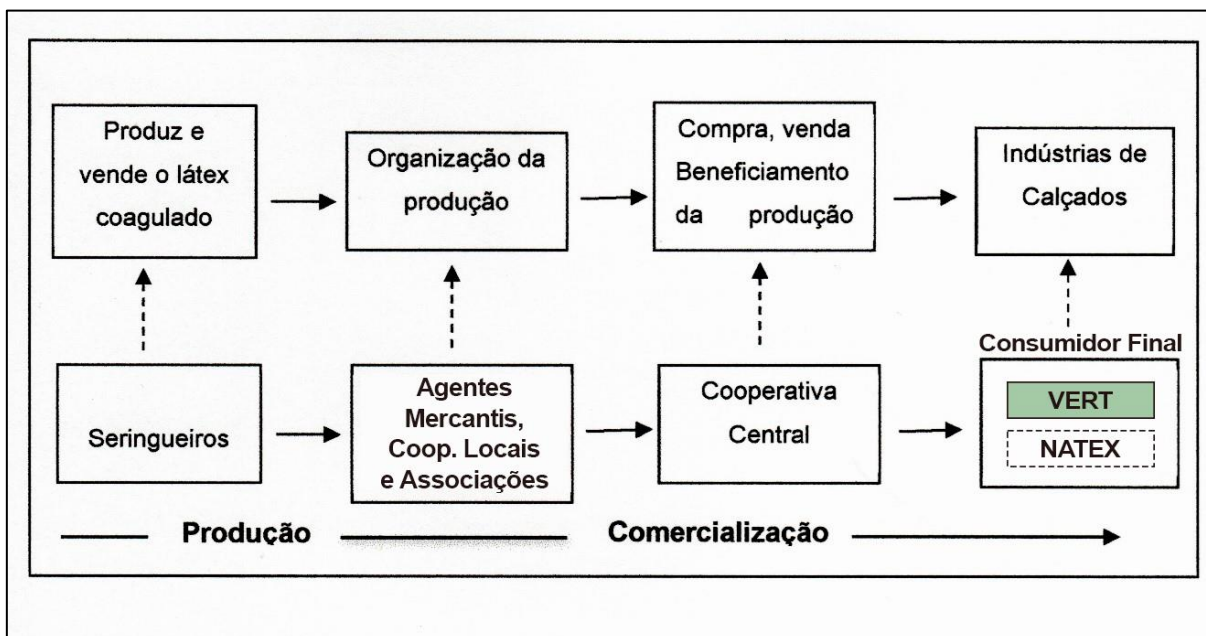 Produz e
vende o látex
coagulado
Organização da
produção
Compra, venda
Beneficiamento
da produção
Indústrias de
Calçados
Seringueiros
Agentes
Mercantis,
Coop. Locais
e Associações
Cooperativa
Central
Consumidor Final
VERT
NATEX
Produção
Comercialização